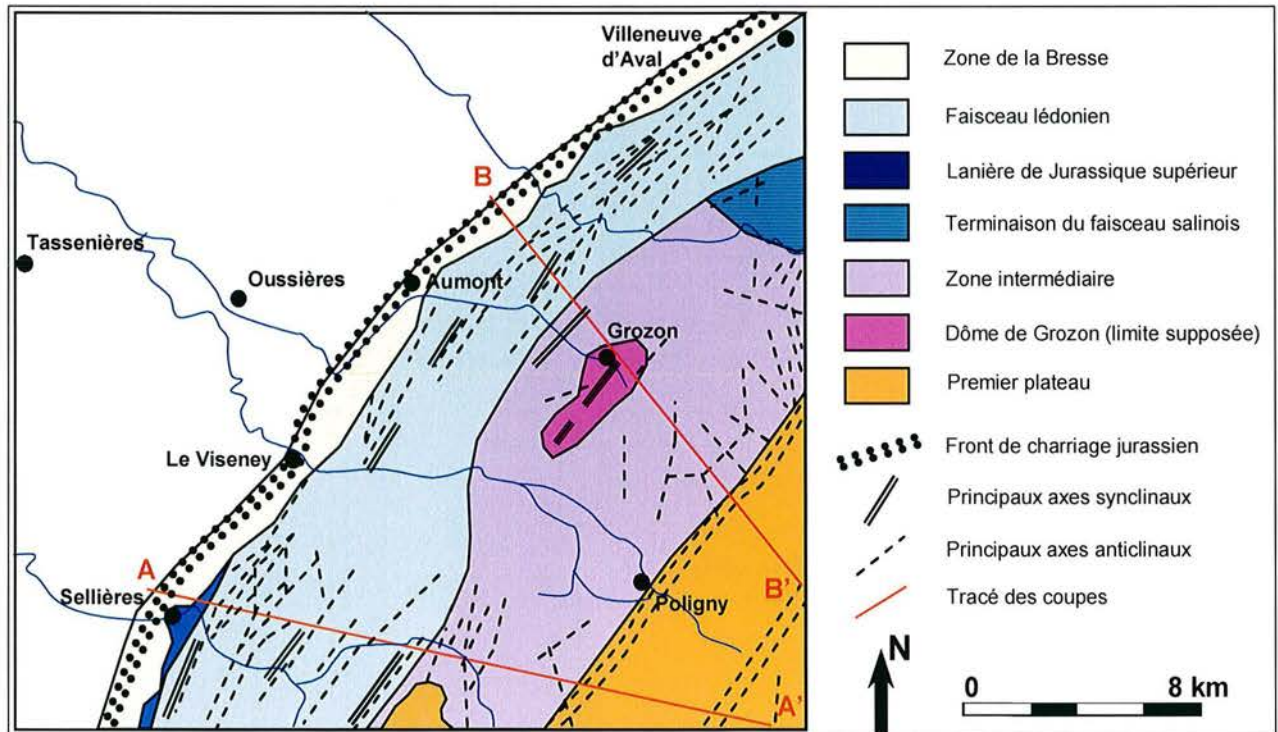 Villeneuve
d'Aval
B
Tassenières
Oussières
Aumont
Grozon
Le Viseney
A
Sellières
Poligny
B'
A'
Zone de la Bresse
Faisceau lédonien
Lanière de Jurassique supérieur
Terminaison du faisceau salinois
Zone intermédiaire
Dôme de Grozon (limite supposée)
Premier plateau
Front de charriage jurassien
Principaux axes synclinaux
Principaux axes anticlinaux
Tracé des coupes
N
0 8 km